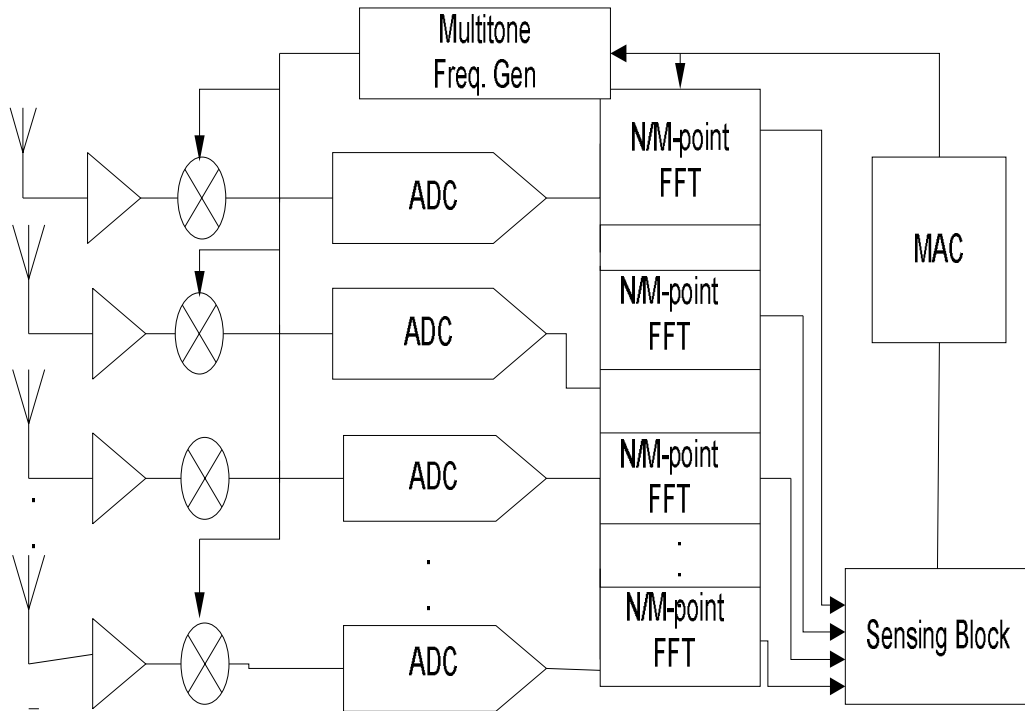 Multitone
Freq. Gen
N/M-point
FFT
ADC
MAC
N/M-point
FFT
ADC
N/M-point
FFT
ADC
N/M-point
FFT
ADC
Sensing Block